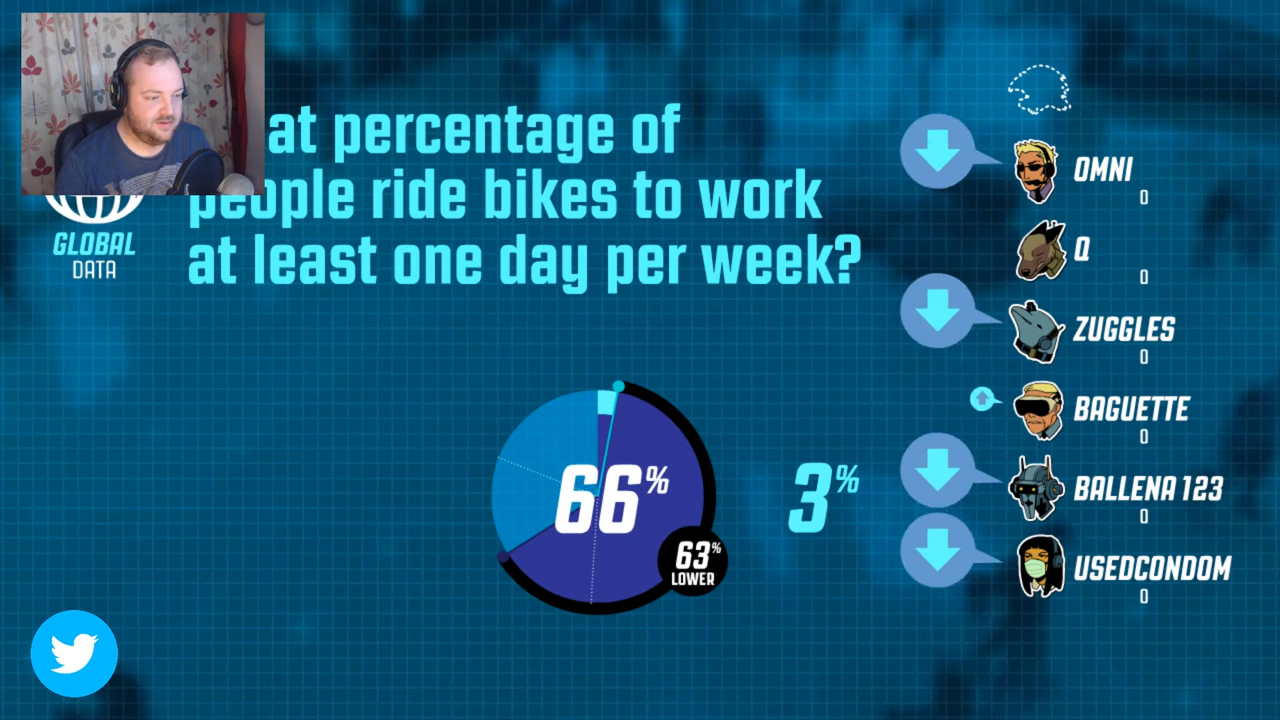 at percentage of
people ride bikes to work
at least one day per week?
GLOBAL
DATA
66%
3%
63%
LOWER
OMNI
0
Q
0
ZUGGLES
0
BAGUETTE
0
BALLENA 123
0
USEDCONDOM
0